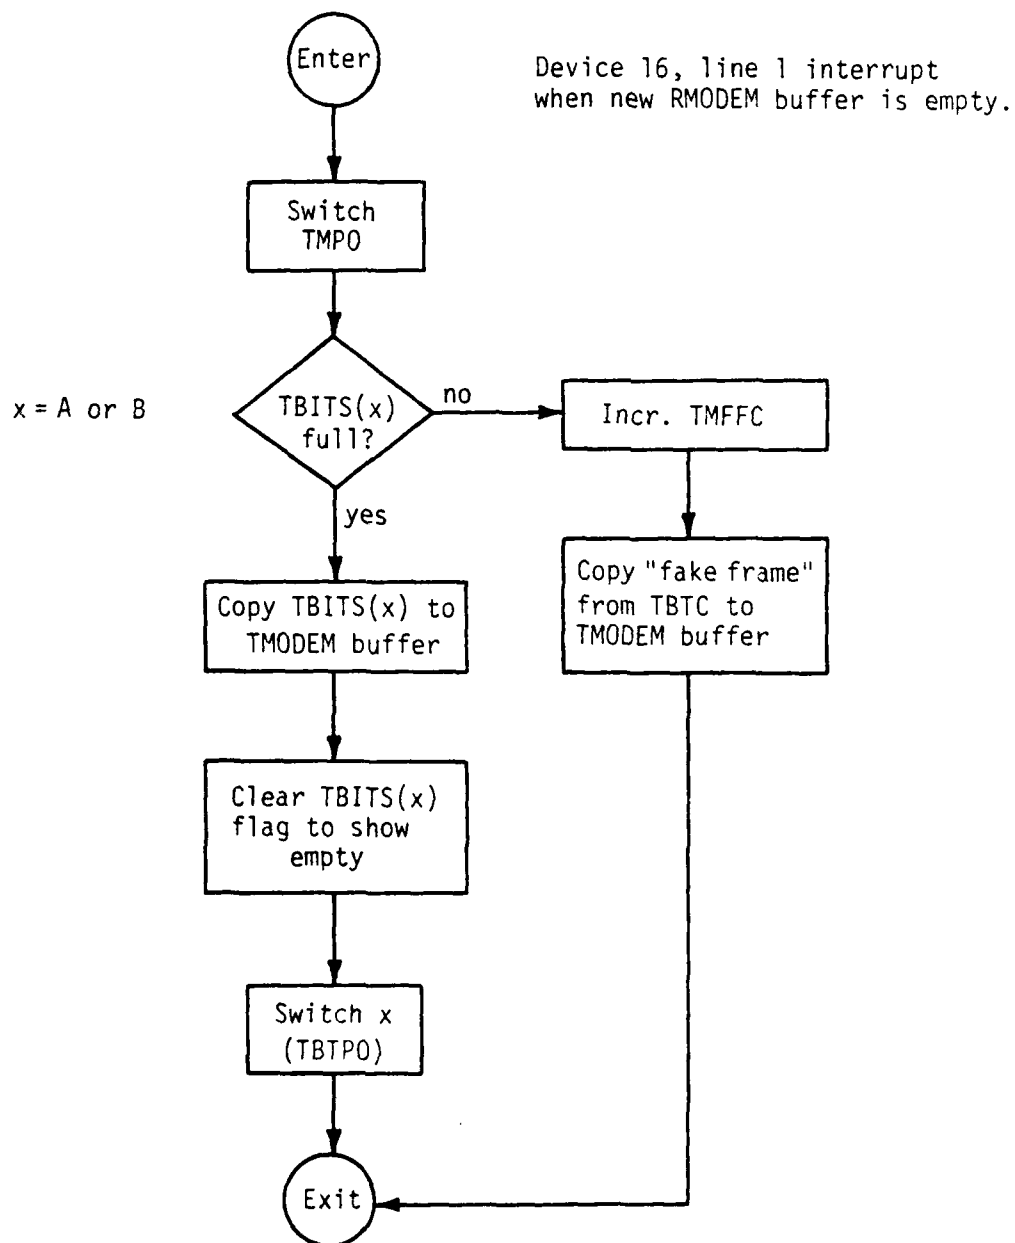 Enter
Device 16, line 1 interrupt
when new RMODEM buffer is empty.
Switch
TMPO
x = A or B
TBITS(x)
full?
no
Incr. TMFFC
yes
Copy "fake frame"
from TBTC to
TMODEM buffer
Copy TBITS(x) to
TMODEM buffer
Clear TBITS(x)
flag to show
empty
Switch x
(TBTPO)
Exit